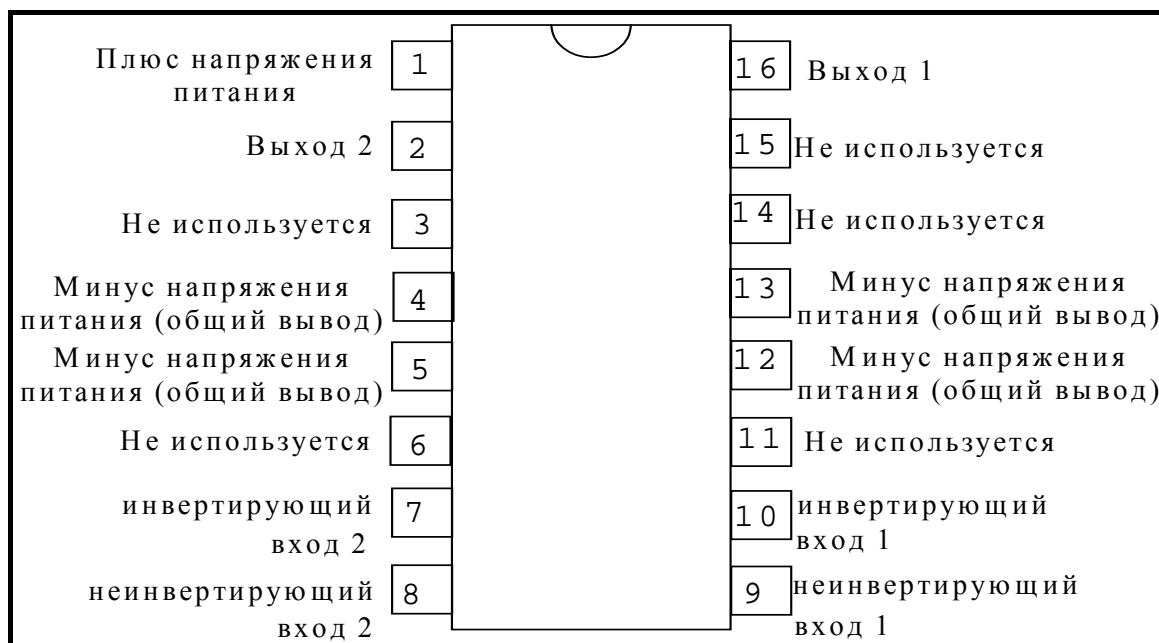 Плюс напряжения
питания
1
16
Выход 1
Выход 2
2
15
Не используется
Не используется
3
14
Не используется
Минус напряжения
питания (общий вывод)
4
13
Минус напряжения
питания (общий вывод)
Минус напряжения
питания (общий вывод)
5
12
Минус напряжения
питания (общий вывод)
Не используется
6
11
Не используется
инвертирующий
вход 2
7
10
инвертирующий
вход 1
неинвертирующий
вход 2
8
9
неинвертирующий
вход 1